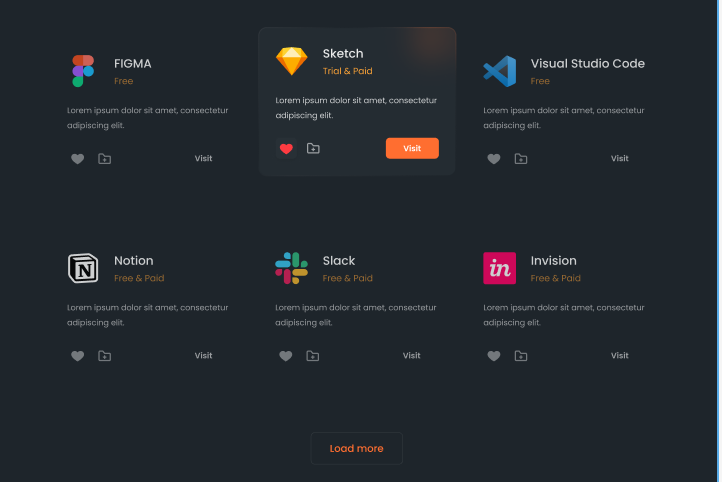 FIGMA
Free
Lorem ipsum dolor sit amet, consectetur
adipiscing elit.
Visit
Sketch
Trial & Paid
Lorem ipsum dolor sit amet, consectetur
adipiscing elit.
Visit
Visual Studio Code
Free
Lorem ipsum dolor sit amet, consectetur
adipiscing elit.
Visit
N
Notion
Free & Paid
Lorem ipsum dolor sit amet, consectetur
adipiscing elit.
Visit
Slack
Free & Paid
Lorem ipsum dolor sit amet, consectetur
adipiscing elit.
Visit
in
Invision
Free & Paid
Lorem ipsum dolor sit amet, consectetur
adipiscing elit.
Visit
Load more